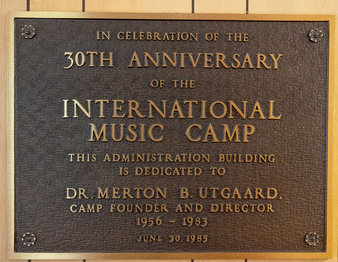 IN CELEBRATION OF THE
30TH ANNIVERSARY
OF THE
INTERNATIONAL
MUSIC CAMP
THIS ADMINISTRATION BUILDING
IS DEDICATED TO
DR. MERTON B. UTGAARD,
CAMP FOUNDER AND DIRECTOR
1956 - 1983
JUNE 30, 1985